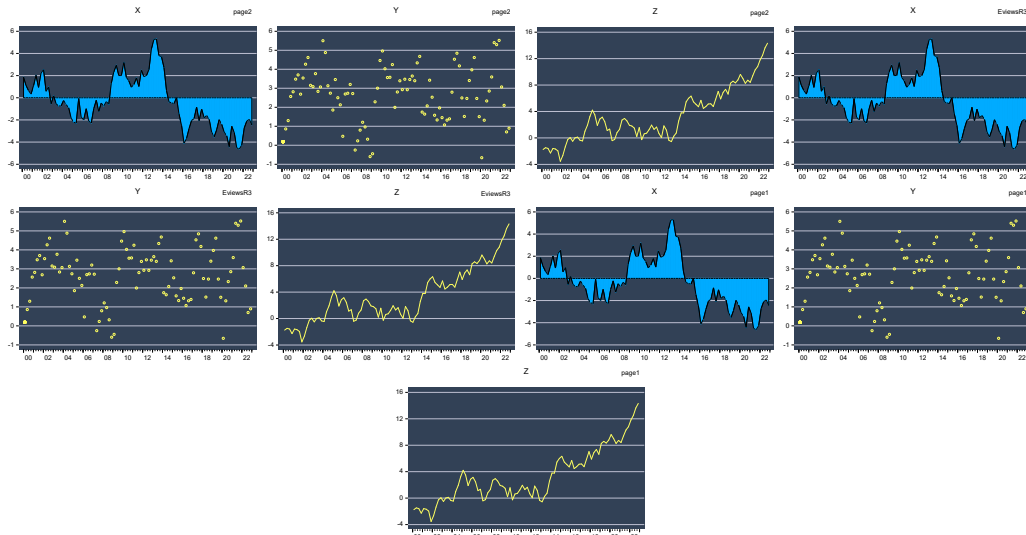 X page2 Y page2 Z page2 X EviewsR3
6 6 16 6
4 5 12 4
2 4 8 2
0 3 4 0
-2 2 0 -2
-4 1 -4 -4
-6 0 -6
-1
00 02 04 06 08 10 12 14 16 18 20 22
00 02 04 06 08 10 12 14 16 18 20 22
00 02 04 06 08 10 12 14 16 18 20 22
00 02 04 06 08 10 12 14 16 18 20 22
Y EviewsR3 Z EviewsR3 X page1 Y page1
6 16 6 6
5 12 4 5
4 8 2 4
3 4 0 3
2 0 -2 2
1 -4 -4 1
0 -6 0
-1 -1
00 02 04 06 08 10 12 14 16 18 20 22
00 02 04 06 08 10 12 14 16 18 20 22
00 02 04 06 08 10 12 14 16 18 20 22
00 02 04 06 08 10 12 14 16 18 20 22
Z page1
16
12
8
4
0
-4